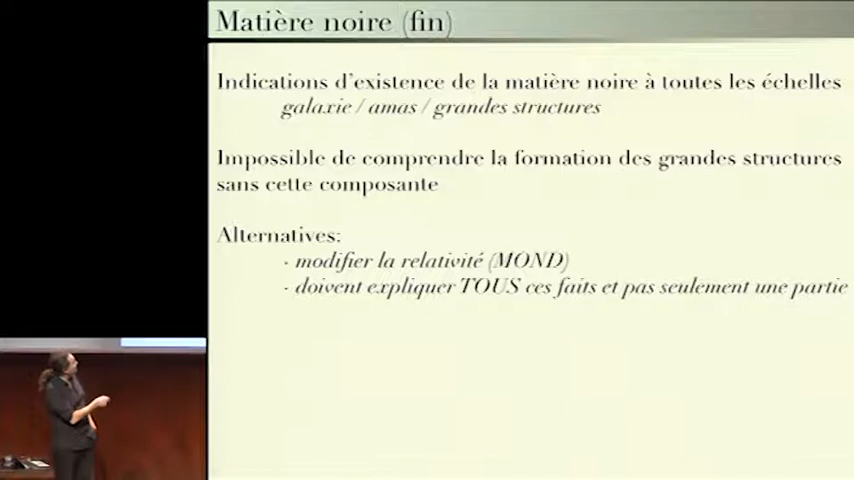 Matière noire (fin)
Indications d'existence de la matière noire à toutes les échelles
galaxie / amas / grandes structures
Impossible de comprendre la formation des grandes structures
sans cette composante
Alternatives:
- modifier la relativité (MOND)
- doivent expliquer TOUS ces faits et pas seulement une partie